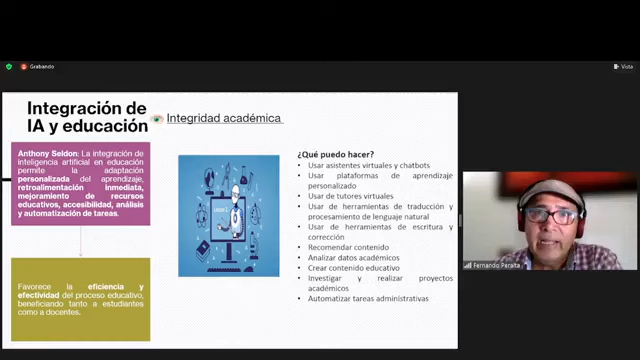 Grabando
Vista
Integración de
IA y educación
Integridad académica
Anthony Seldon: La integración de
inteligencia artificial en educación
permite la adaptación
personalizada del aprendizaje,
retroalimentación inmediata,
mejoramiento de recursos
educativos, accesibilidad, análisis
y automatización de tareas.
Favorece la eficiencia y
efectividad del proceso educativo,
beneficiando tanto a estudiantes
como a docentes.
¿Qué puedo hacer?
• Usar asistentes virtuales y chatbots
• Usar plataformas de aprendizaje
personalizado
• Usar de tutores virtuales
• Usar de herramientas de traducción y
procesamiento de lenguaje natural
• Usar de herramientas de escritura y
corrección
• Recomendar contenido
• Analizar datos académicos
• Crear contenido educativo
• Investigar y realizar proyectos
académicos
• Automatizar tareas administrativas
Fernando Peralta